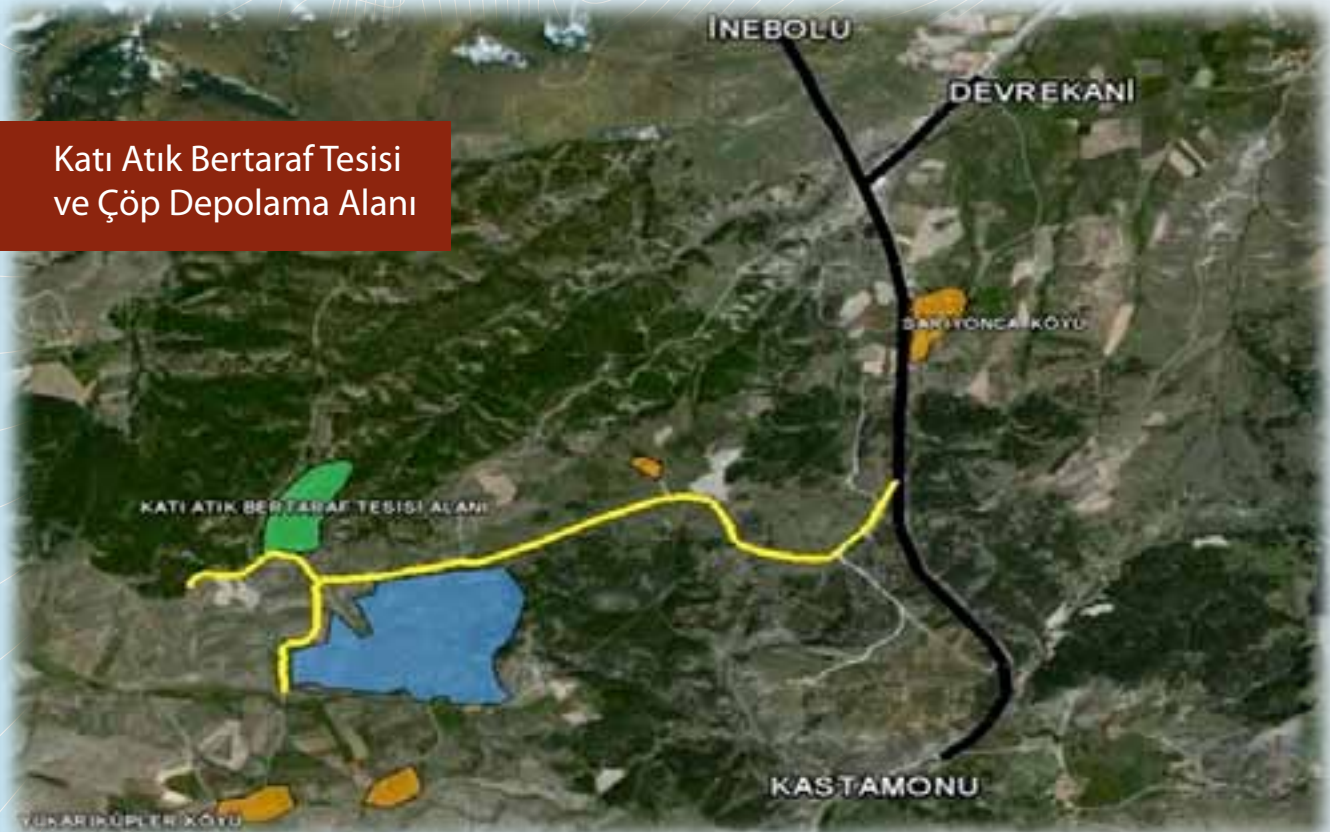 İNEBOLU
DEVREKANİ
Katı Atık Bertaraf Tesisi
ve Çöp Depolama Alanı
SARIYONCA KÖYÜ
KATI ATIK BERTARAF TESİSİ ALANI
KASTAMONU
YUKARIKÜPLER KÖYÜ